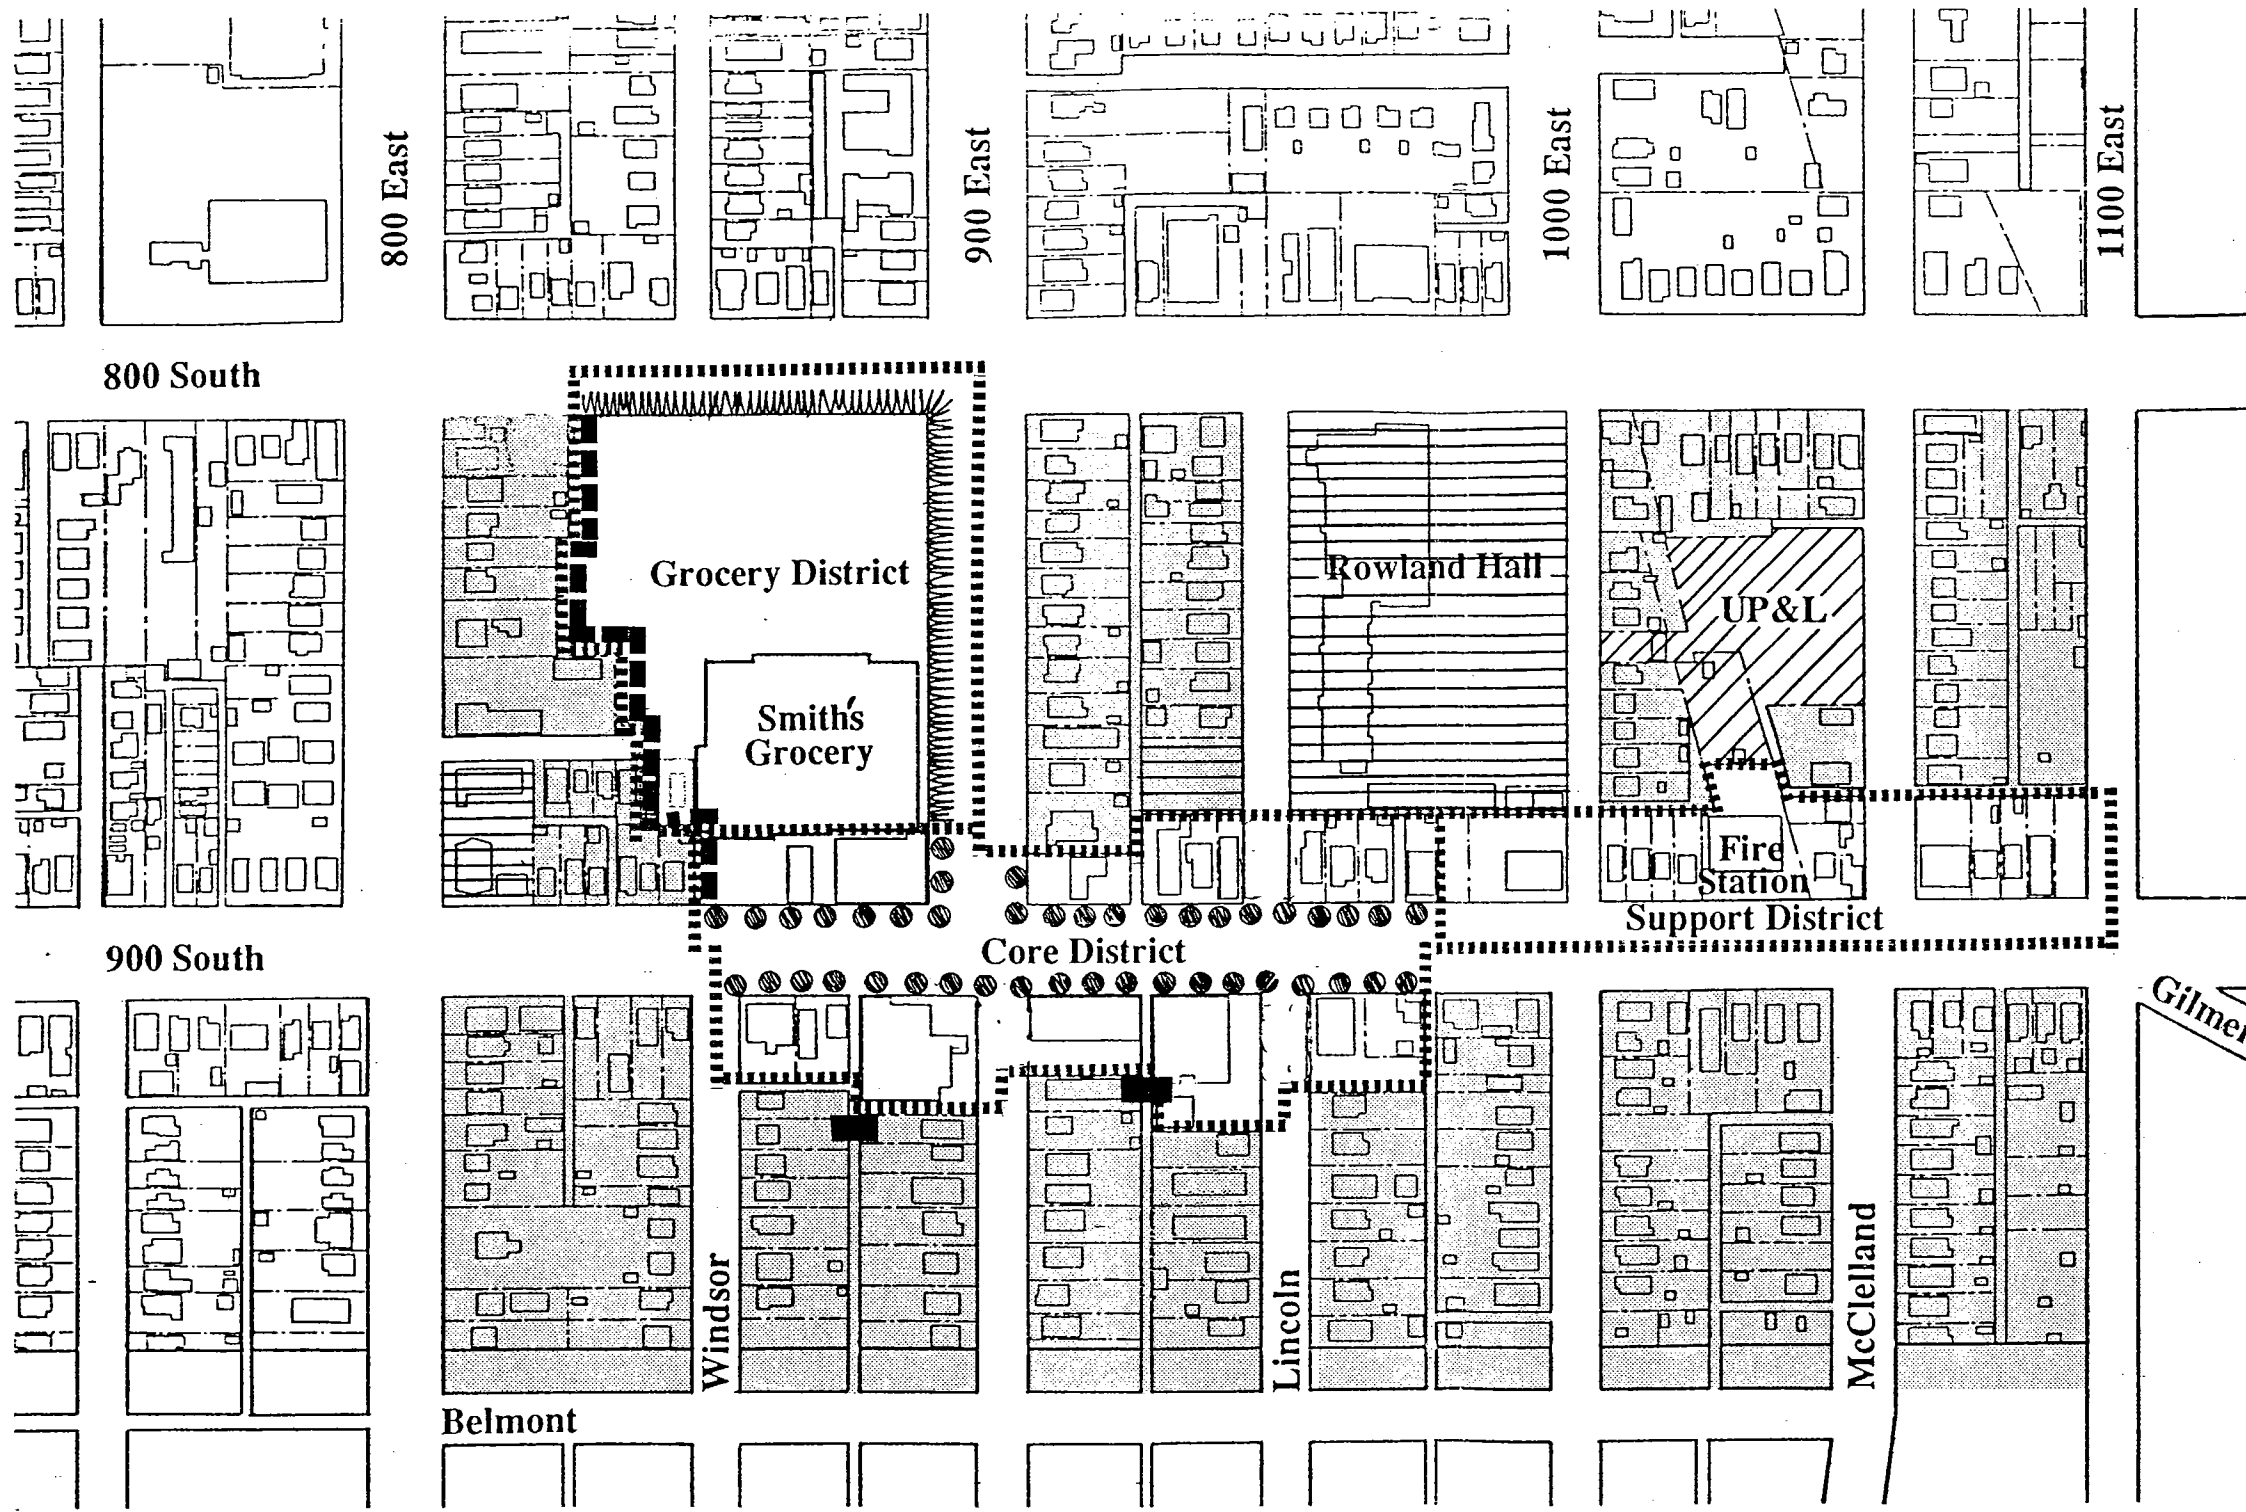 800 East
900 East
1000 East
1100 East
800 South
Grocery District
Rowland Hall
UP&L
Smith's
Grocery
Fire
Station
Support District
Core District
900 South
Gilmer
Windsor
Lincoln
McClelland
Belmont